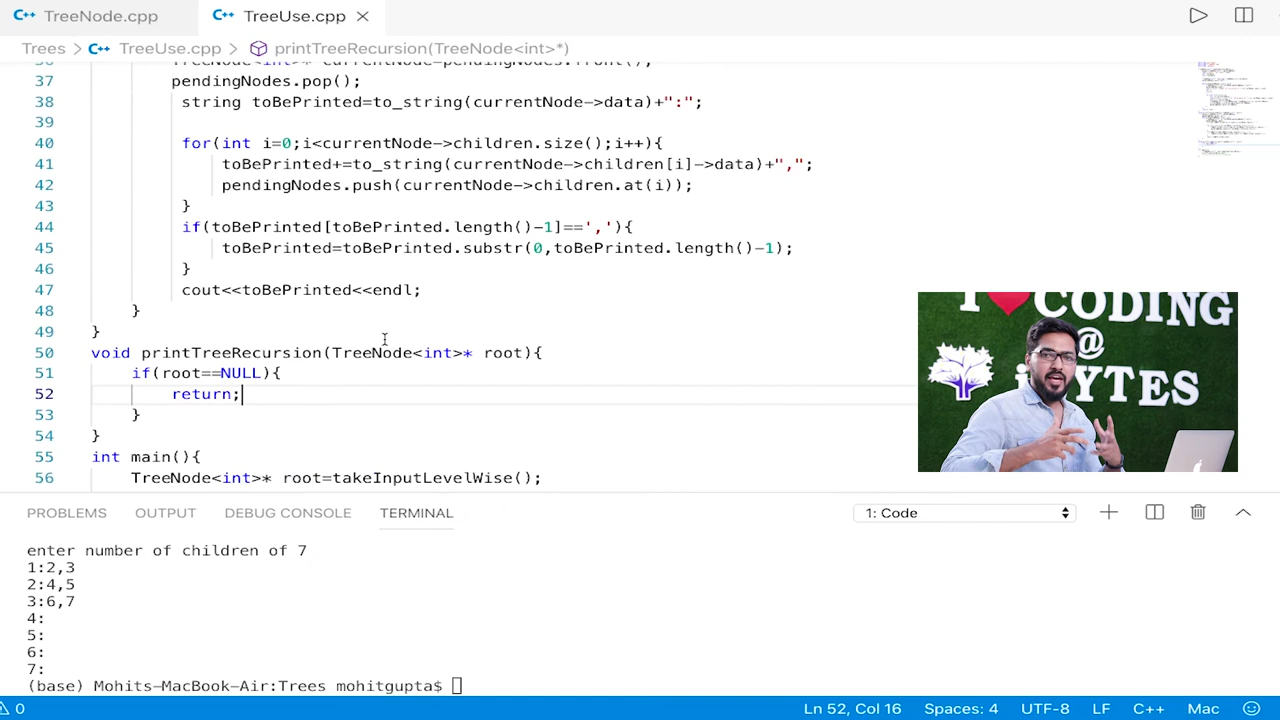 TreeNode.cpp
TreeUse.cpp
Trees > TreeUse.cpp > printTreeRecursion(TreeNode<int>*)
37 pendingNodes.pop();
38 string toBePrinted=to_string(currentNode->data)+":";
39
40 for(int i=0;i<currentNode->children.size();i++){
41 toBePrinted+=to_string(currentNode->children[i]->data)+",";
42 pendingNodes.push(currentNode->children.at(i));
43 }
44 if(toBePrinted[toBePrinted.length()-1]==','){
45 toBePrinted=toBePrinted.substr(0,toBePrinted.length()-1);
46 }
47 cout<<toBePrinted<<endl;
48 }
49 }
50 void printTreeRecursion(TreeNode<int>* root){
51 if(root==NULL){
52 return;
53 }
54 }
55 int main(){
56 TreeNode<int>* root=takeInputLevelWise();
CODING
@
BYTES
PROBLEMS OUTPUT DEBUG CONSOLE TERMINAL 1: Code
enter number of children of 7
1:2,3
2:4,5
3:6,7
4:
5:
6:
7:
(base) Mohits-MacBook-Air:Trees mohitgupta$
0 Ln 52, Col 16 Spaces: 4 UTF-8 LF C++ Mac